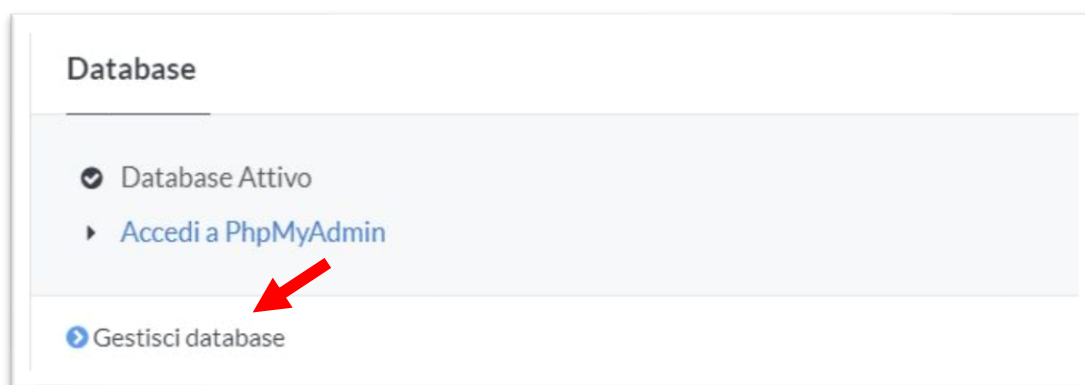 Database
Database Attivo
Accedi a PhpMyAdmin
Gestisci database